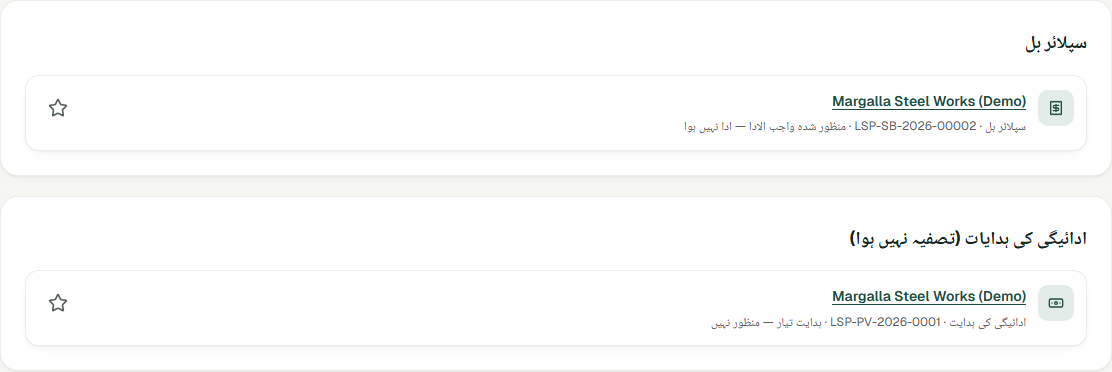 سپلائر بل
Margalla Steel Works (Demo)
سپلائر بل · LSP-SB-2026-00002 · منظور شدہ واجب الادا — ادا نہیں ہوا
ادائیگی کی ہدایات (تصفیہ نہیں ہوا)
Margalla Steel Works (Demo)
ادائیگی کی ہدایت · LSP-PV-2026-0001 · ہدایت تیار — منظور نہیں